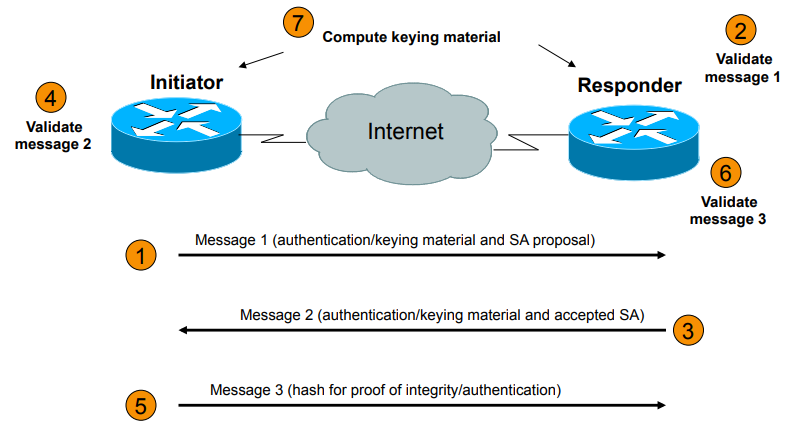 7
Compute keying material
2
Validate
message 1
Initiator
Responder
4
Validate
message 2
Internet
6
Validate
message 3
Message 1 (authentication/keying material and SA proposal)
1
Message 2 (authentication/keying material and accepted SA)
3
Message 3 (hash for proof of integrity/authentication)
5